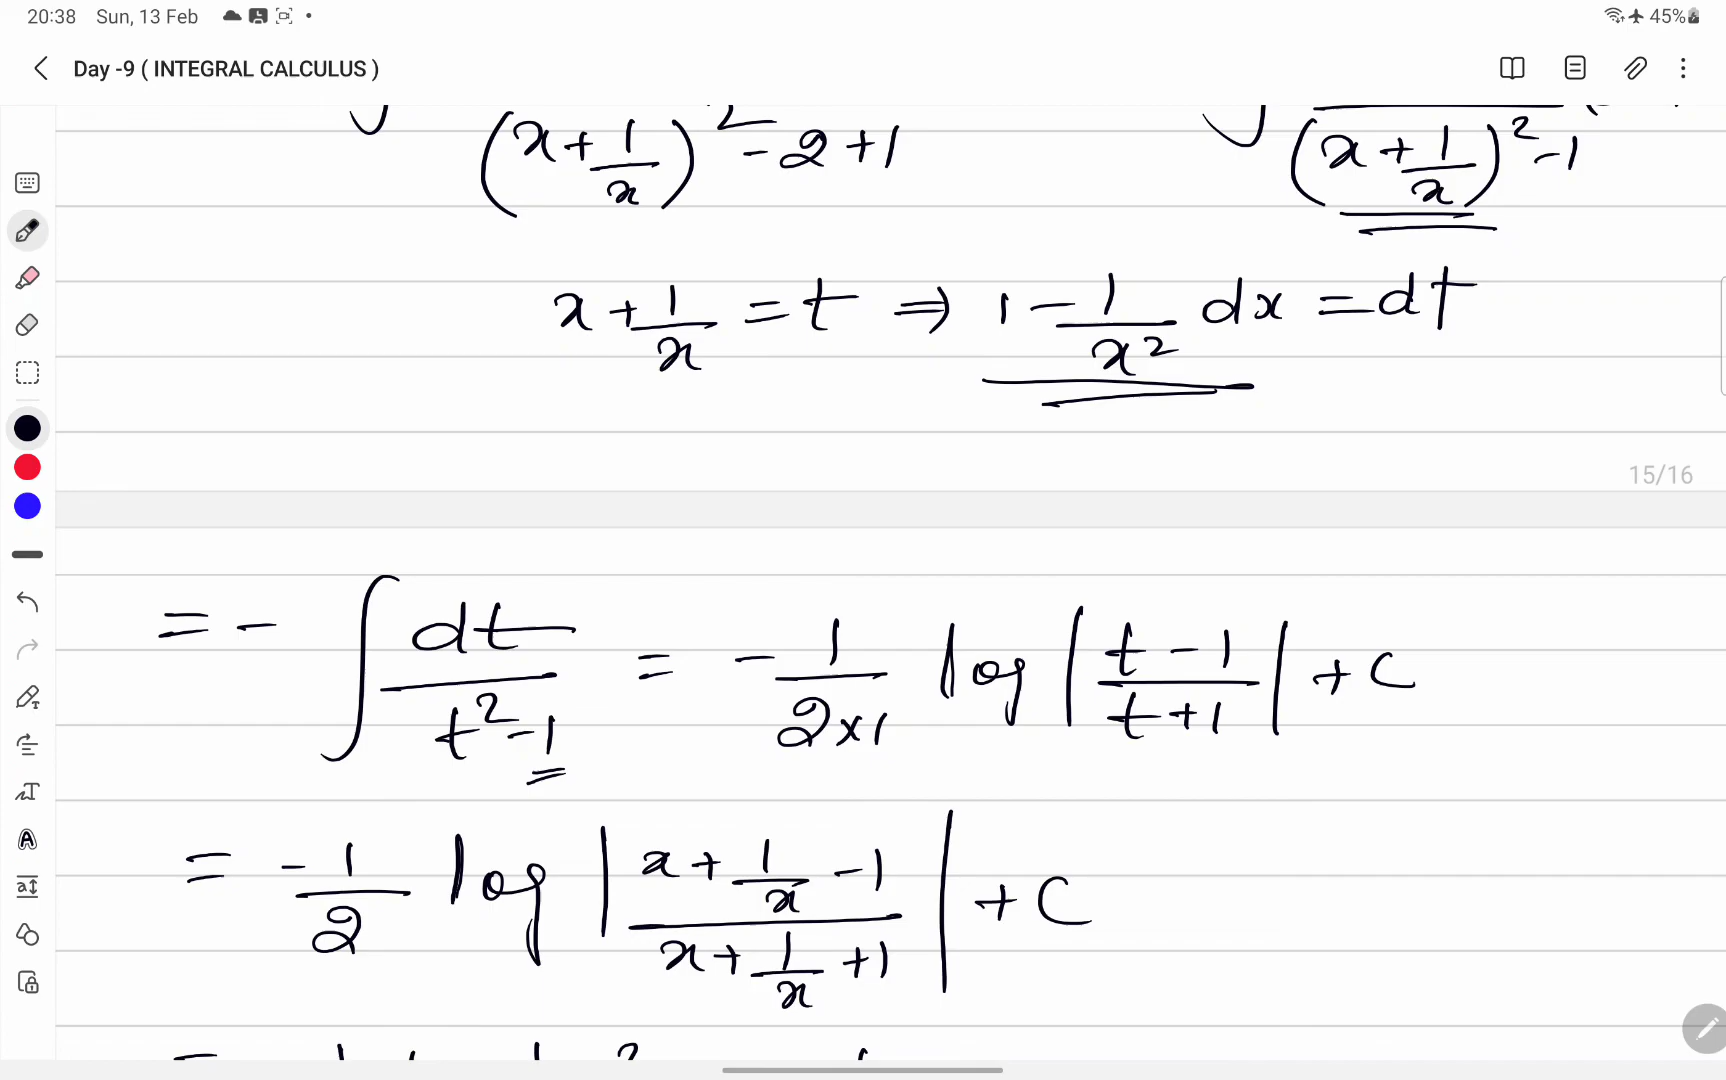 20:38 Sun, 13 Feb 45%
Day -9 ( INTEGRAL CALCULUS )
(x + 1/x)² - 2 + 1 (x + 1/x)² - 1
x + 1/x = t ⇒ 1 - 1/x² dx = dt
15/16
= - ∫ dt/(t² - 1) = - 1/(2×1) log |(t - 1)/(t + 1)| + C
= -1/2 log |(x + 1/x - 1)/(x + 1/x + 1)| + C